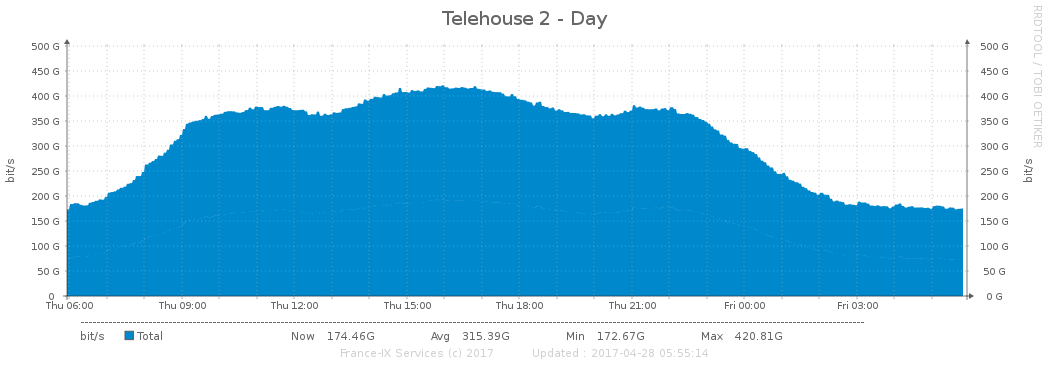 Telehouse 2 - Day
RRDTOOL / TOBI OETIKER
bit/s
500 G
450 G
400 G
350 G
300 G
250 G
200 G
150 G
100 G
50 G
0
500 G
450 G
400 G
350 G
300 G
250 G
200 G
150 G
100 G
50 G
0 G
bit/s
Thu 06:00 Thu 09:00 Thu 12:00 Thu 15:00 Thu 18:00 Thu 21:00 Fri 00:00 Fri 03:00
bit/s Total Now 174.46G Avg 315.39G Min 172.67G Max 420.81G
France-IX Services (c) 2017 Updated : 2017-04-28 05:55:14